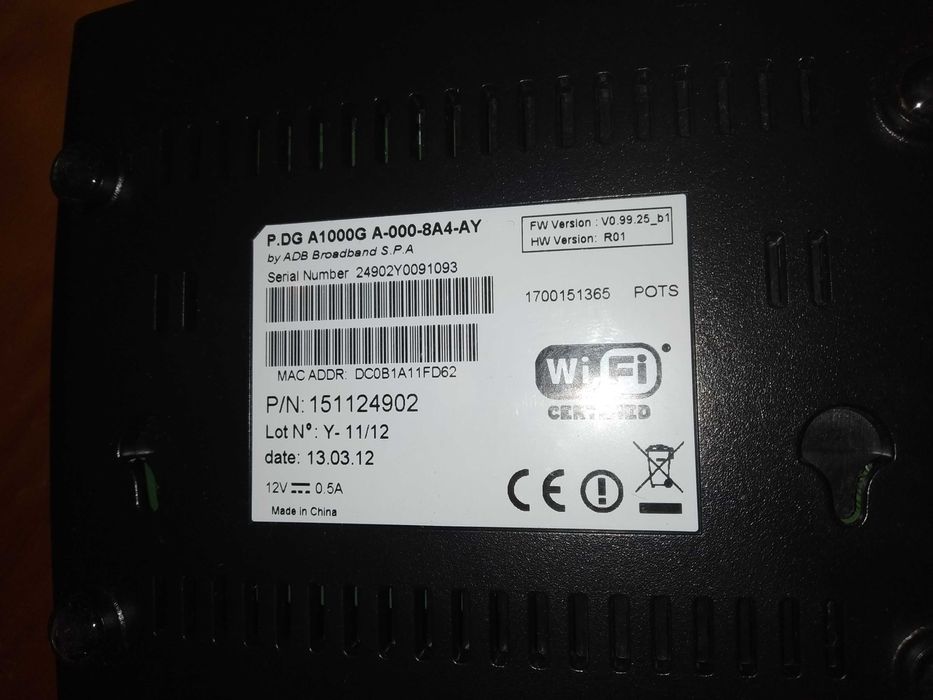 P.DG A1000G A-000-8A4-AY
by ADB Broadband S.P.A
Serial Number 24902Y0091093
FW Version : V0.99.25_b1
HW Version: R01
1700151365 POTS
MAC ADDR: DC0B1A11FD62
P/N: 151124902
Lot N°: Y- 11/12
date: 13.03.12
12V 0.5A
Made in China
Wi Fi
CERTIFIED
CE